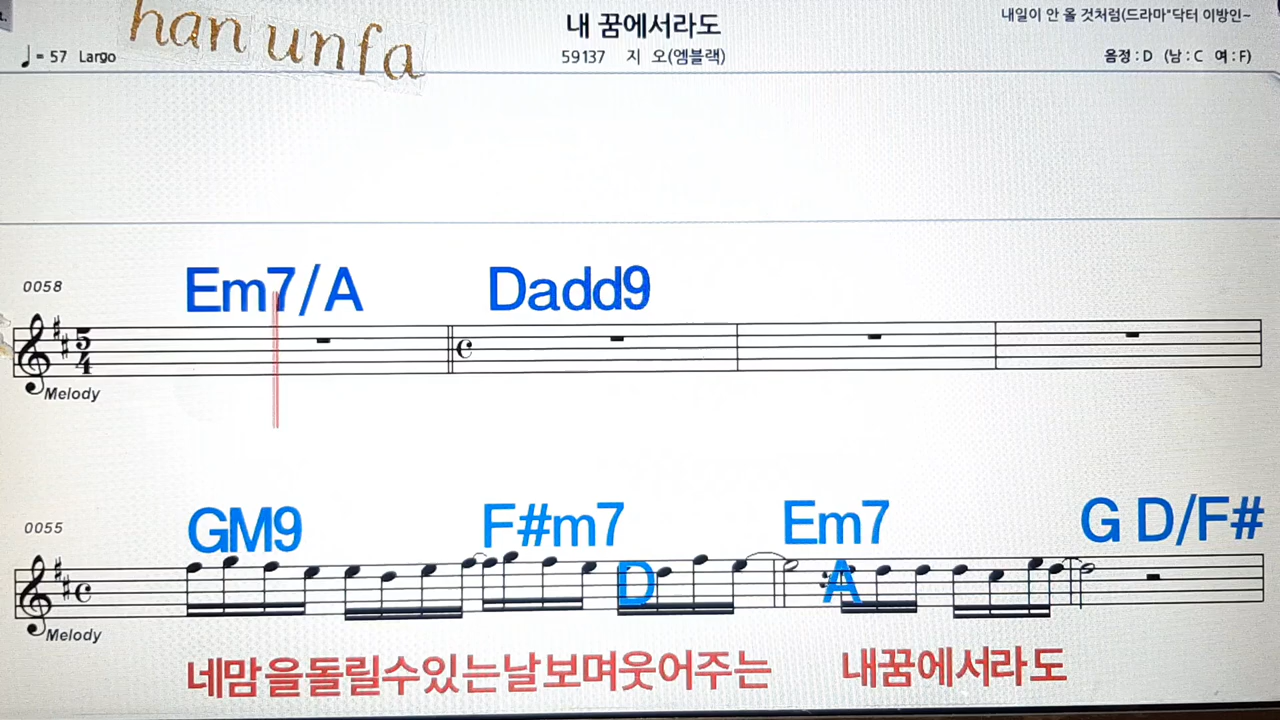 han unfa
내 꿈에서라도
내일이 안 올 것처럼(드라마"닥터 이방인~
♩= 57 Largo
59137 지 오(엠블랙)
음정 : D (남 : C 여 : F)
0058
Em7/A Dadd9
5
4
Melody
0055
GM9 F#m7 Em7 G D/F#
D A
Melody
네맘을돌릴수있는날보며웃어주는 내꿈에서라도